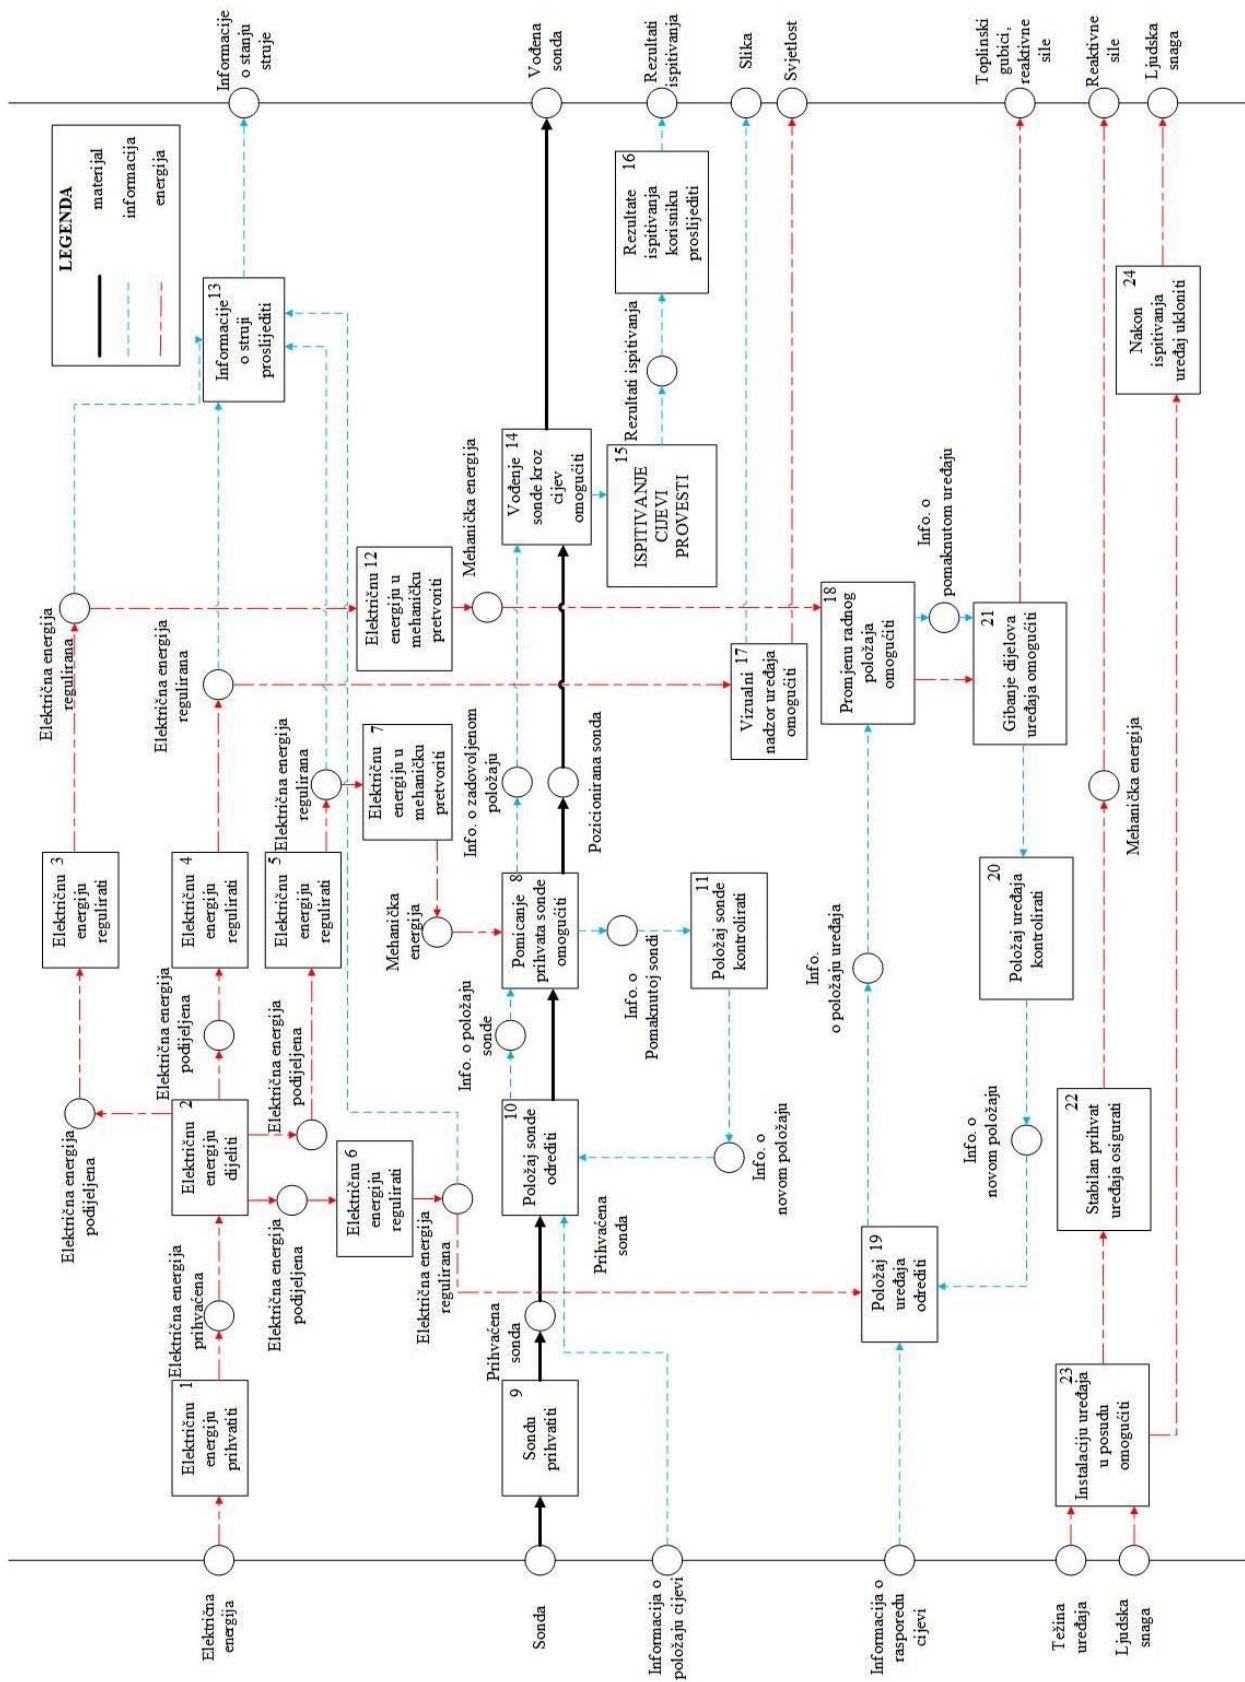 LEGENDA
materijal
informacija
energija
Električna
energija
Sonda
Informacija o
položaju cijevi
Informacija o
rasporedu
cijevi
Težina
uređaja
Ljudska
snaga
Električnu 1
energiju
prihvatiti
Električna energija
prihvaćena
Električnu 2
energiju
dijeliti
Električna energija
podijeljena
Električna energija
podijeljena
Električna energija
podijeljena
Električna energija
podijeljena
Električnu 3
energiju
regulirati
Električnu 4
energiju
regulirati
Električnu 5
energiju
regulirati
Električnu 6
energiju
regulirati
Električna energija
regulirana
Električna energija
regulirana
Električna energija
regulirana
Električna energija
regulirana
Električnu 7
energiju u
mehaničku
pretvoriti
Mehanička
energija
Pomicanje 8
prihvata sonde
omogućiti
9
Sondu
prihvatiti
Prihvaćena
sonda
Prihvaćena
sonda
10
Položaj sonde
odrediti
Info. o položaju
sonde
Info. o
Pomaknutoj sondi
11
Položaj sonde
kontrolirati
Info. o
novom položaju
Info. o zadovoljenom
položaju
Pozicionirana sonda
Električnu 12
energiju u
mehaničku
pretvoriti
Mehanička energija
Informacije 13
o struji
proslijediti
Informacije
o stanju
struje
Vođenje 14
sonde kroz
cijev
omogućiti
Vođena
sonda
15
ISPITIVANJE
CIJEVI
PROVESTI
Rezultati ispitivanja
16
Rezultate
ispitivanja
korisniku
proslijediti
Rezultati
ispitivanja
Vizualni 17
nadzor uređaja
omogućiti
Slika
Svjetlost
18
Promjenu radnog
položaja
omogućiti
Info. o
pomaknutom uređaju
Položaj 19
uređaja
odrediti
Info.
o položaju uređaja
20
Položaj uređaja
kontrolirati
Info. o
novom položaju
21
Gibanje dijelova
uređaja omogućiti
Toplinski
gubici,
reaktivne
sile
22
Stabilan prihvat
uređaja osigurati
Mehanička energija
Reaktivne
sile
23
Instalaciju uređaja
u posudu
omogućiti
24
Nakon
ispitivanja
uređaj ukloniti
Ljudska
snaga